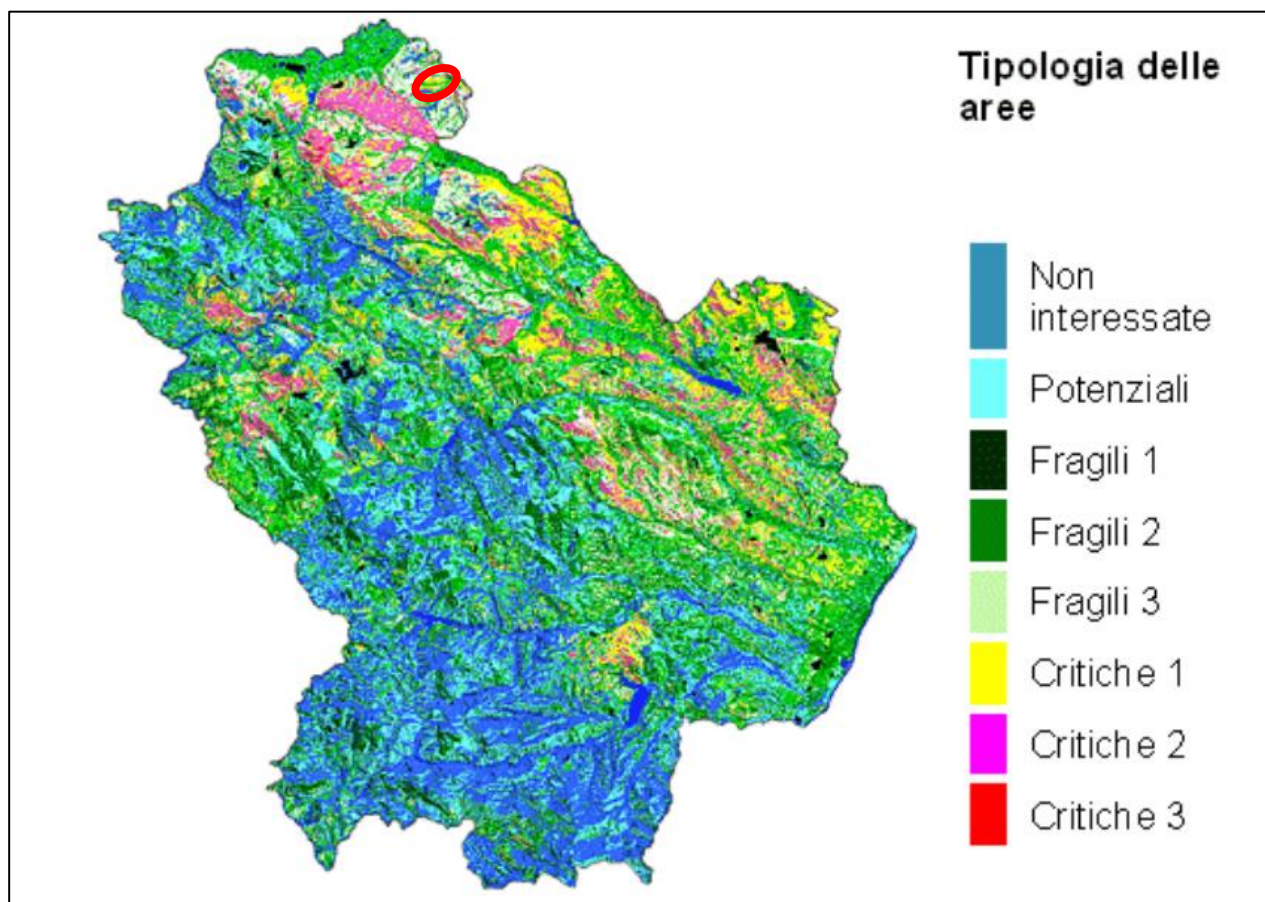 Tipologia delle
aree
Non
interessate
Potenziali
Fragili 1
Fragili 2
Fragili 3
Critiche 1
Critiche 2
Critiche 3